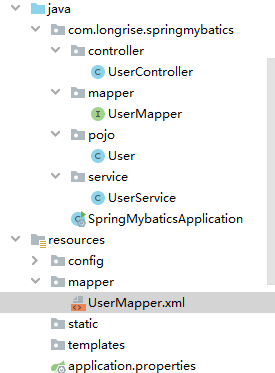 java
com.longrise.springmybatics
controller
UserController
mapper
UserMapper
pojo
User
service
UserService
SpringMybaticsApplication
resources
config
mapper
UserMapper.xml
static
templates
application.properties